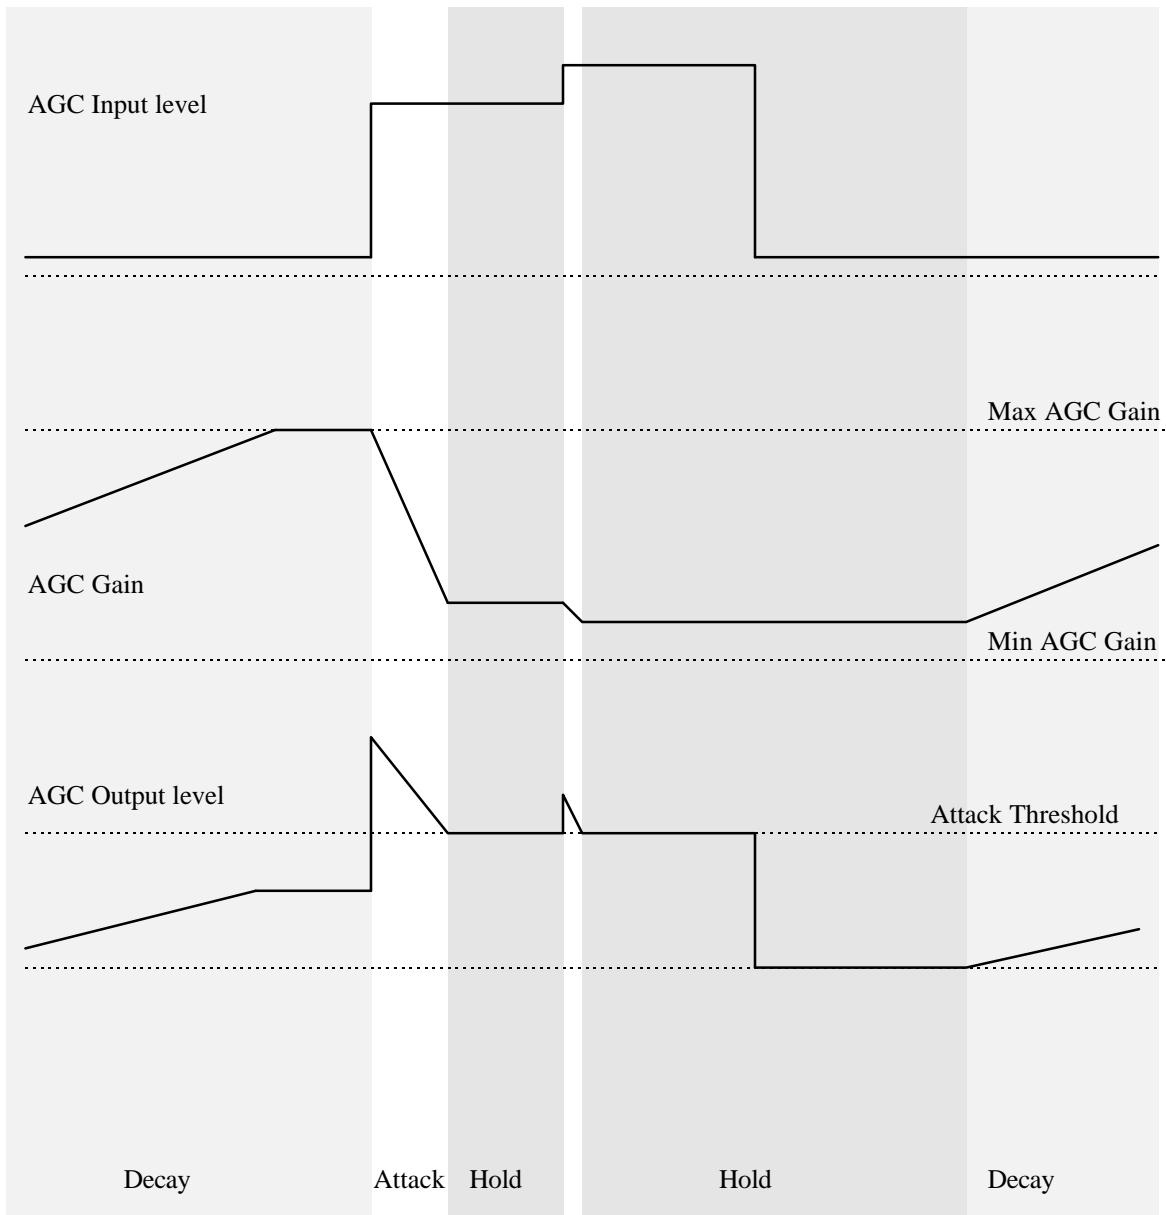 AGC Input level
Max AGC Gain
AGC Gain
Min AGC Gain
AGC Output level
Attack Threshold
Decay
Attack
Hold
Hold
Decay